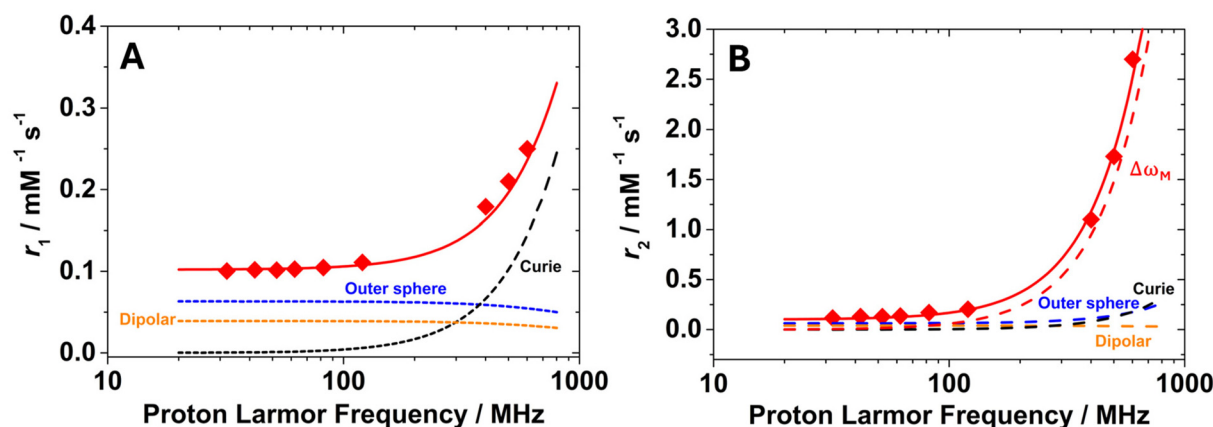 A
r₁ / mM ⁻¹ s⁻¹
0.4
0.3
0.2
0.1
0.0
Curie
Outer sphere
Dipolar
10
100
1000
Proton Larmor Frequency / MHz
B
r₂ / mM ⁻¹ s⁻¹
3.0
2.5
2.0
1.5
1.0
0.5
0.0
Δω_M
Curie
Outer sphere
Dipolar
10
100
1000
Proton Larmor Frequency / MHz